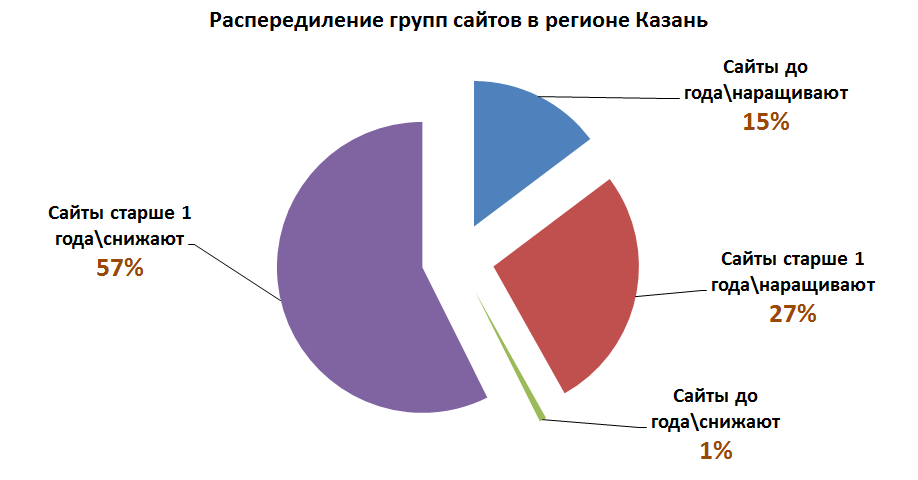 Распередиление групп сайтов в регионе Казань
Сайты до
года\наращивают
15%
Сайты старше 1
года\снижают
57%
Сайты старше 1
года\наращивают
27%
Сайты до
года\снижают
1%